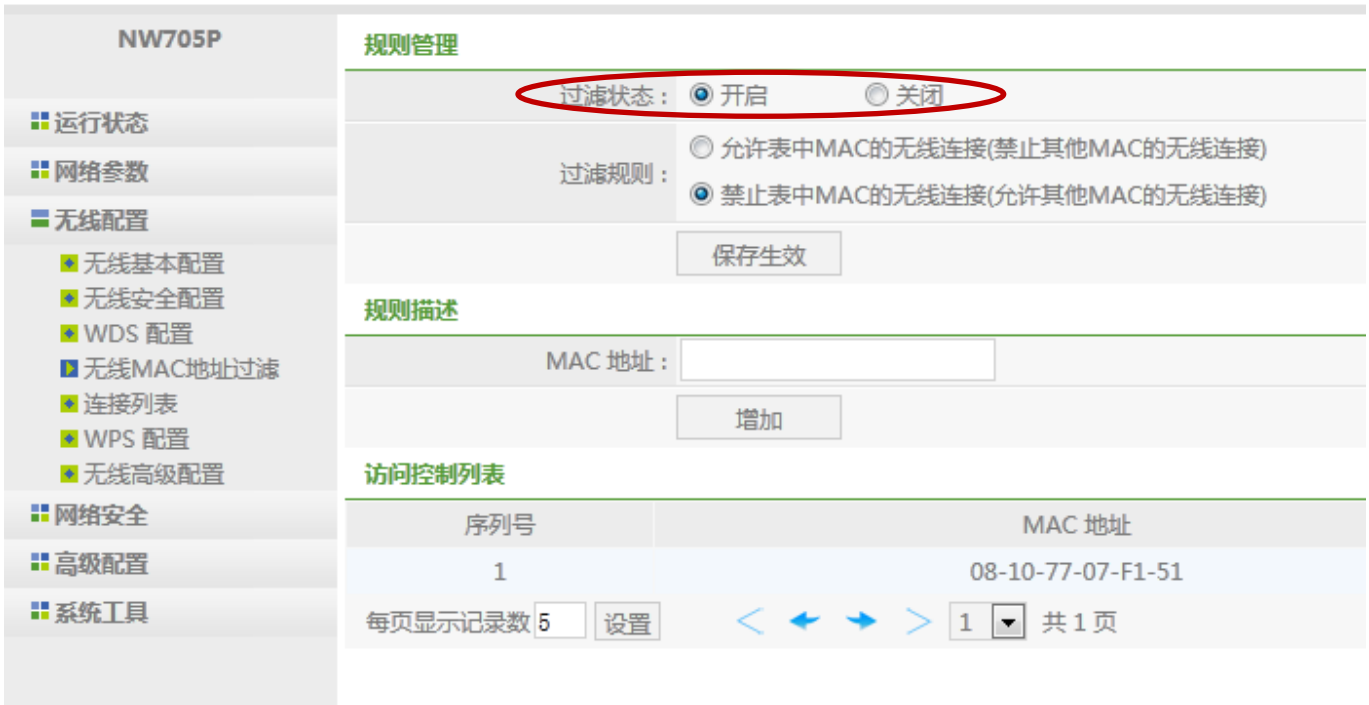 NW705P
运行状态
网络参数
无线配置
无线基本配置
无线安全配置
WDS 配置
无线MAC地址过滤
连接列表
WPS 配置
无线高级配置
网络安全
高级配置
系统工具
规则管理
过滤状态： 开启 关闭
过滤规则： 允许表中MAC的无线连接(禁止其他MAC的无线连接)
禁止表中MAC的无线连接(允许其他MAC的无线连接)
保存生效
规则描述
MAC 地址：
增加
访问控制列表
序列号 MAC 地址
1 08-10-77-07-F1-51
每页显示记录数 5 设置 1 共 1 页